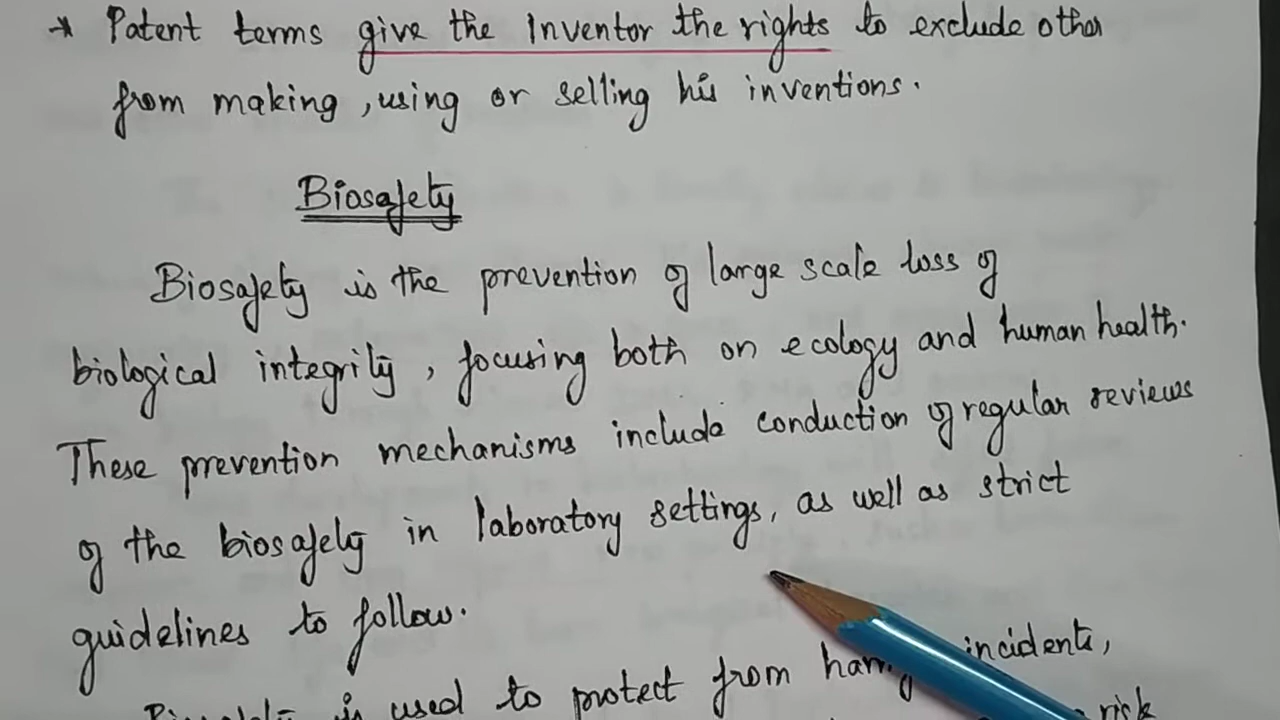 * Patent terms give the Inventor the rights to exclude other
from making, using or selling his inventions.
Biosafety
Biosafety is the prevention of large scale loss of
biological integrity, focusing both on ecology and human health.
These prevention mechanisms include conduction of regular reviews
of the biosafety in laboratory settings, as well as strict
guidelines to follow.
is used to protect from incidents,
risk